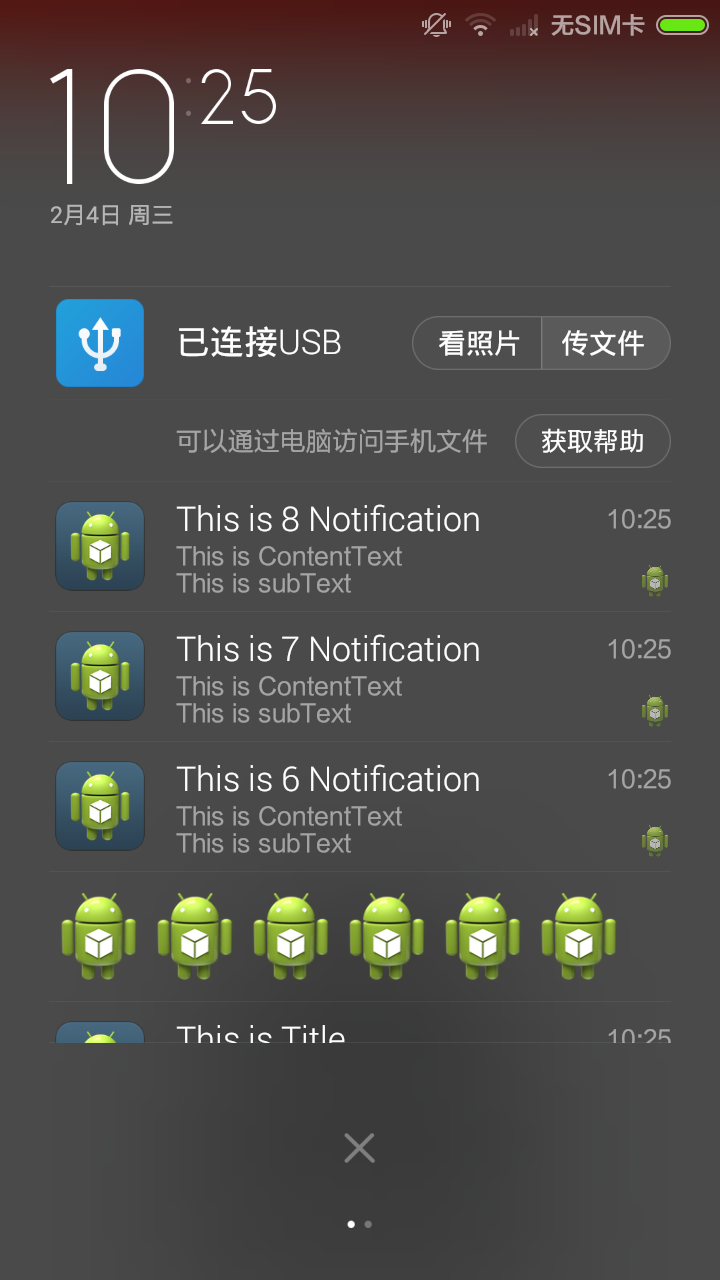 无SIM卡
10:25
2月4日 周三
已连接USB 看照片 传文件
可以通过电脑访问手机文件 获取帮助
This is 8 Notification 10:25
This is ContentText
This is subText
This is 7 Notification 10:25
This is ContentText
This is subText
This is 6 Notification 10:25
This is ContentText
This is subText
This is Title 10:25